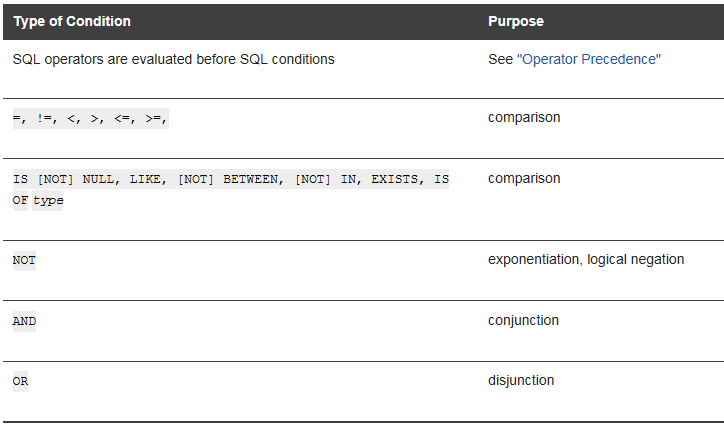 Type of Condition Purpose
SQL operators are evaluated before SQL conditions See "Operator Precedence"
=, !=, <, >, <=, >=, comparison
IS [NOT] NULL, LIKE, [NOT] BETWEEN, [NOT] IN, EXISTS, IS comparison
OF type
NOT exponentiation, logical negation
AND conjunction
OR disjunction